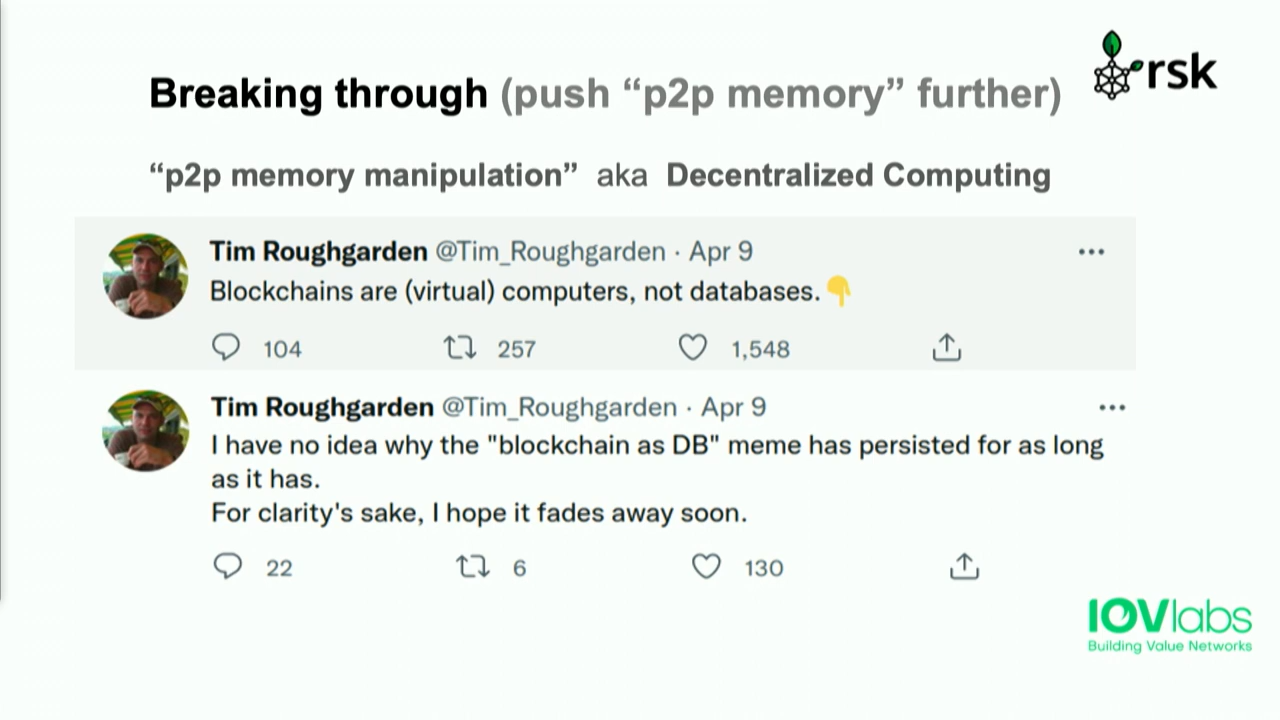 Breaking through (push “p2p memory” further)
rsk
“p2p memory manipulation” aka Decentralized Computing
Tim Roughgarden @Tim_Roughgarden · Apr 9
Blockchains are (virtual) computers, not databases. 👇
104 257 1,548
Tim Roughgarden @Tim_Roughgarden · Apr 9
I have no idea why the "blockchain as DB" meme has persisted for as long
as it has.
For clarity's sake, I hope it fades away soon.
22 6 130
IOVlabs
Building Value Networks